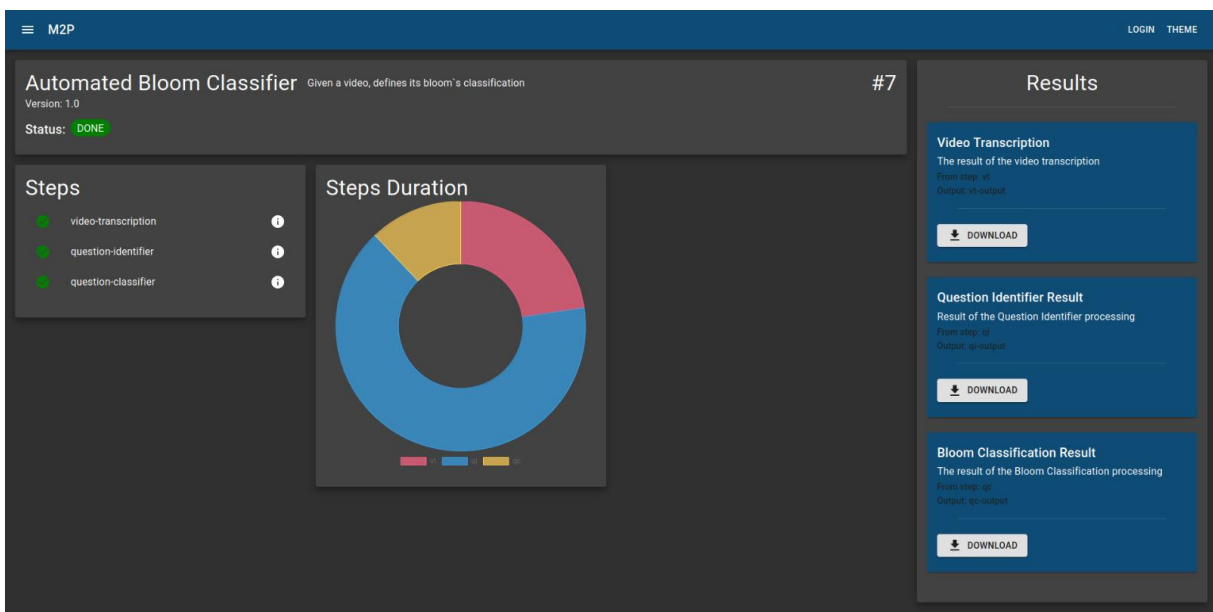 M2P
LOGIN THEME
Automated Bloom Classifier Given a video, defines its bloom`s classification #7
Version: 1.0
Status: DONE
Steps
video-transcription
question-identifier
question-classifier
Steps Duration
vt qi qc
Results
Video Transcription
The result of the video transcription
From step: vt
Output: vt-output
DOWNLOAD
Question Identifier Result
Result of the Question Identifier processing
From step: qi
Output: qi-output
DOWNLOAD
Bloom Classification Result
The result of the Bloom Classification processing
From step: qc
Output: qc-output
DOWNLOAD